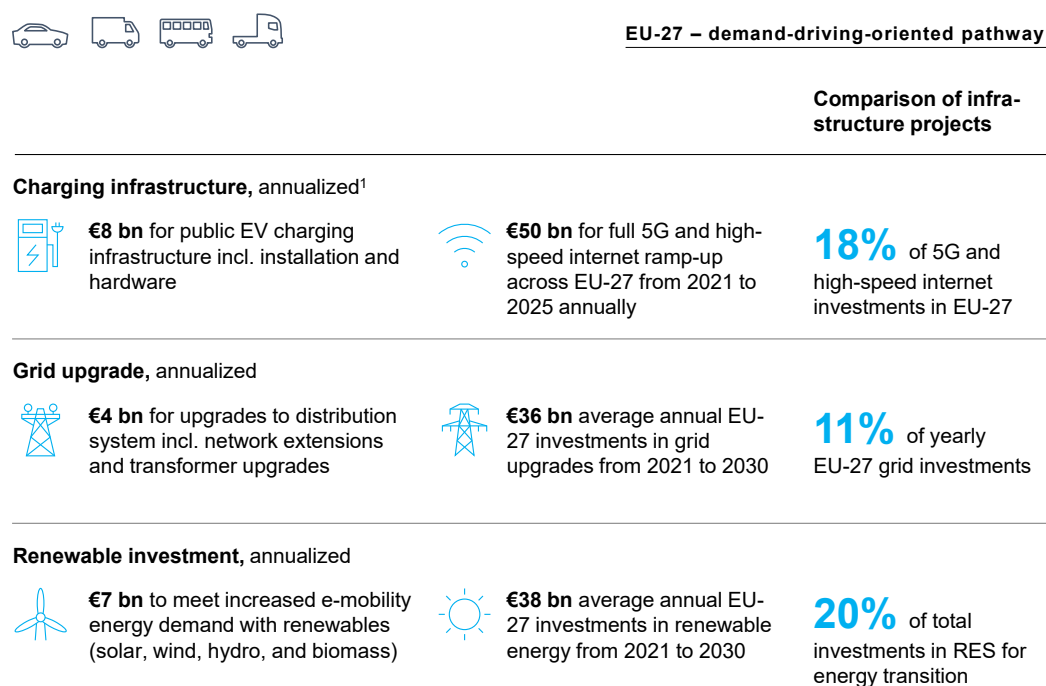 EU-27 – demand-driving-oriented pathway
Comparison of infra-
structure projects
Charging infrastructure, annualized¹
€8 bn for public EV charging
infrastructure incl. installation and
hardware
€50 bn for full 5G and high-
speed internet ramp-up
across EU-27 from 2021 to
2025 annually
18% of 5G and
high-speed internet
investments in EU-27
Grid upgrade, annualized
€4 bn for upgrades to distribution
system incl. network extensions
and transformer upgrades
€36 bn average annual EU-
27 investments in grid
upgrades from 2021 to 2030
11% of yearly
EU-27 grid investments
Renewable investment, annualized
€7 bn to meet increased e-mobility
energy demand with renewables
(solar, wind, hydro, and biomass)
€38 bn average annual EU-
27 investments in renewable
energy from 2021 to 2030
20% of total
investments in RES for
energy transition